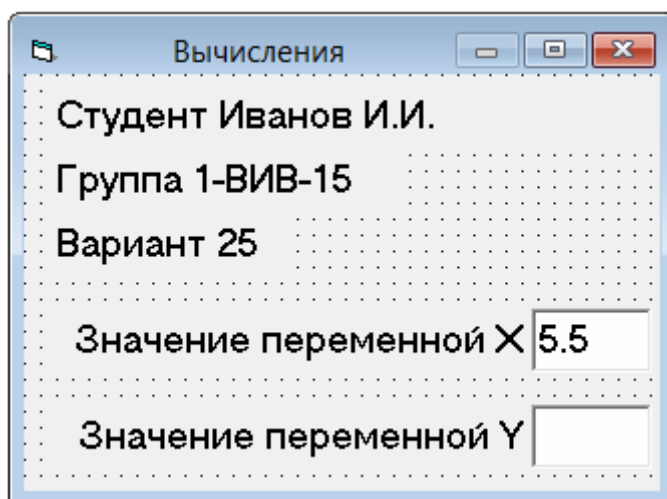 Вычисления
Студент Иванов И.И.
Группа 1-ВИВ-15
Вариант 25
Значение переменной X 5.5
Значение переменной Y